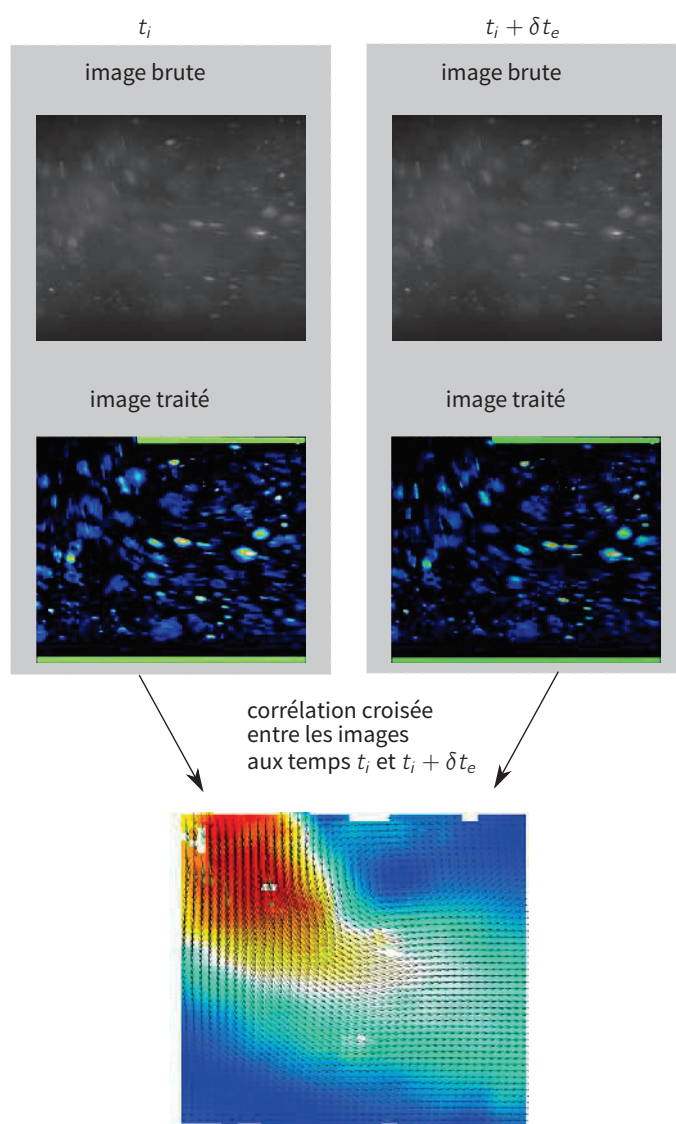 t_i
t_i + δt_e
image brute
image brute
image traité
image traité
corrélation croisée
entre les images
aux temps t_i et t_i + δt_e